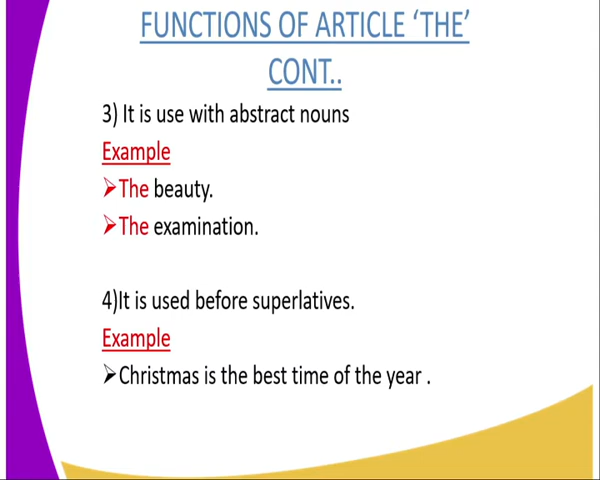 FUNCTIONS OF ARTICLE ‘THE’
CONT..
3) It is use with abstract nouns
Example
➢The beauty.
➢The examination.
4)It is used before superlatives.
Example
➢Christmas is the best time of the year .